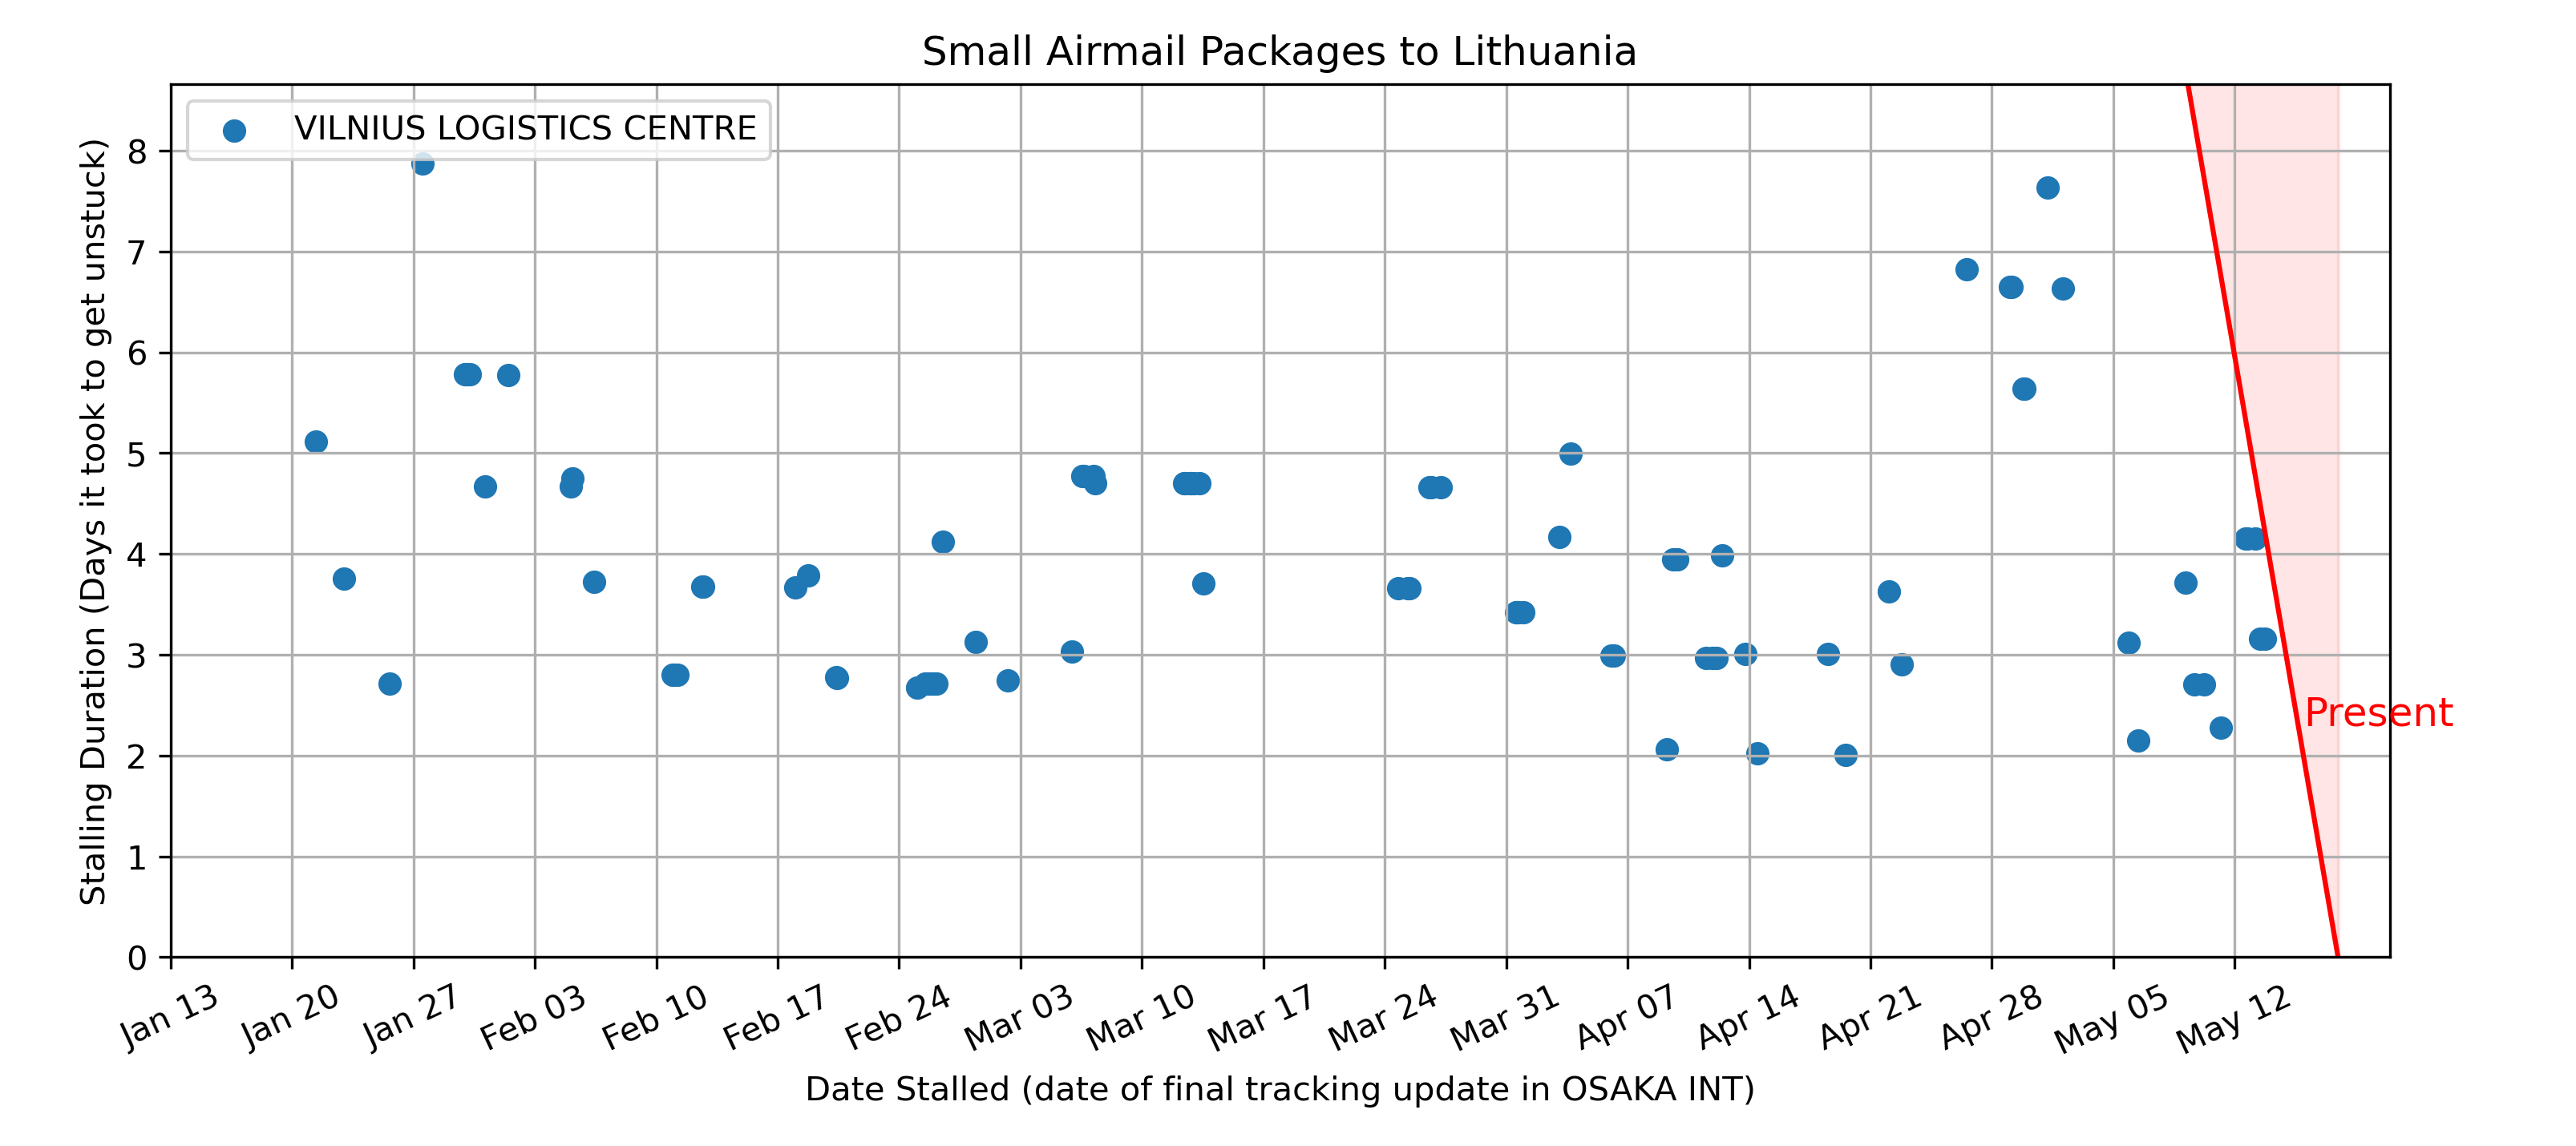 Small Airmail Packages to Lithuania
VILNIUS LOGISTICS CENTRE
Stalling Duration (Days it took to get unstuck)
8
7
6
5
4
3
2
1
0
Present
Jan 13
Jan 20
Jan 27
Feb 03
Feb 10
Feb 17
Feb 24
Mar 03
Mar 10
Mar 17
Mar 24
Mar 31
Apr 07
Apr 14
Apr 21
Apr 28
May 05
May 12
Date Stalled (date of final tracking update in OSAKA INT)